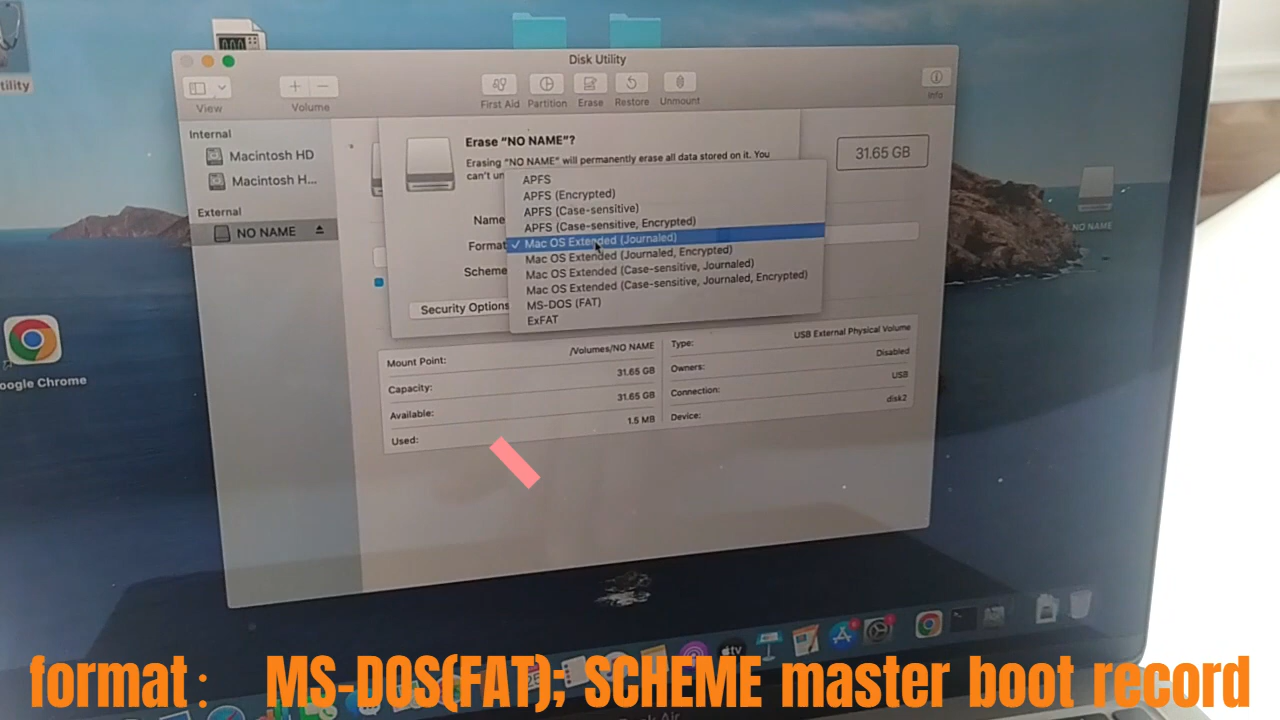 tility
Disk Utility
View
Volume
First Aid
Partition
Erase
Restore
Unmount
Info
Internal
Macintosh HD
Macintosh H...
External
NO NAME
Erase “NO NAME”?
Erasing “NO NAME” will permanently erase all data stored on it. You
can't un
31.65 GB
Name
Format
Scheme
APFS
APFS (Encrypted)
APFS (Case-sensitive)
APFS (Case-sensitive, Encrypted)
✓ Mac OS Extended (Journaled)
Mac OS Extended (Journaled, Encrypted)
Mac OS Extended (Case-sensitive, Journaled)
Mac OS Extended (Case-sensitive, Journaled, Encrypted)
MS-DOS (FAT)
ExFAT
Security Options
Mount Point:
/Volumes/NO NAME
Capacity:
31.65 GB
Available:
31.65 GB
Used:
1.5 MB
Type:
USB External Physical Volume
Owners:
Disabled
Connection:
USB
Device:
disk2
NO NAME
oogle Chrome
tv
format： MS-DOS(FAT); SCHEME master boot record